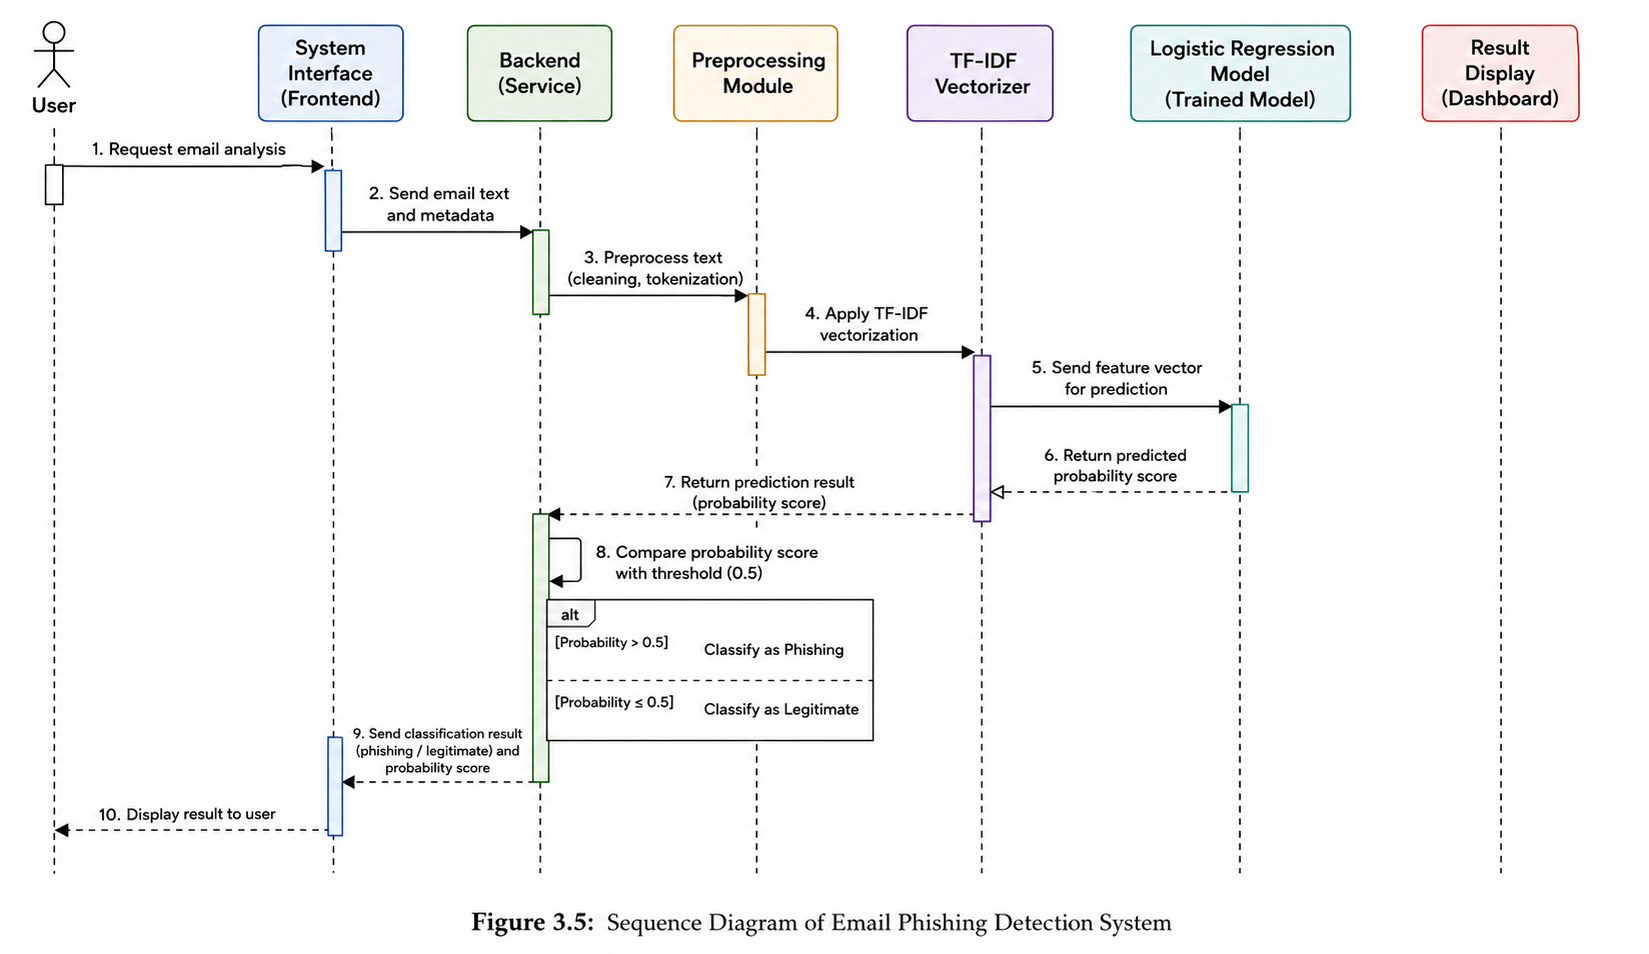 User
System
Interface
(Frontend)
Backend
(Service)
Preprocessing
Module
TF-IDF
Vectorizer
Logistic Regression
Model
(Trained Model)
Result
Display
(Dashboard)
1. Request email analysis
2. Send email text
and metadata
3. Preprocess text
(cleaning, tokenization)
4. Apply TF-IDF
vectorization
5. Send feature vector
for prediction
6. Return predicted
probability score
7. Return prediction result
(probability score)
8. Compare probability score
with threshold (0.5)
alt
[Probability > 0.5]
Classify as Phishing
[Probability ≤ 0.5]
Classify as Legitimate
9. Send classification result
(phishing / legitimate) and
probability score
10. Display result to user
Figure 3.5: Sequence Diagram of Email Phishing Detection System